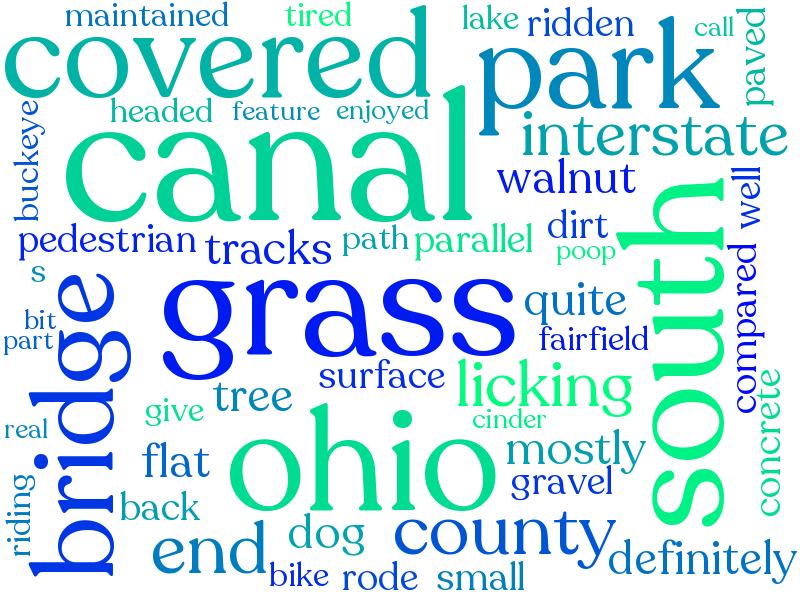 maintained
tired
lake
ridden
call
paved
covered
park
buckeye
headed
feature
enjoyed
canal
interstate
walnut
well
pedestrian
tracks
path
parallel
dirt
poop
south
s
grass
quite
compared
bit
part
bridge
fairfield
surface
licking
concrete
tree
give
cinder
real
ohio
mostly
flat
gravel
riding
back
end
dog
county
definitely
bike
rode
small